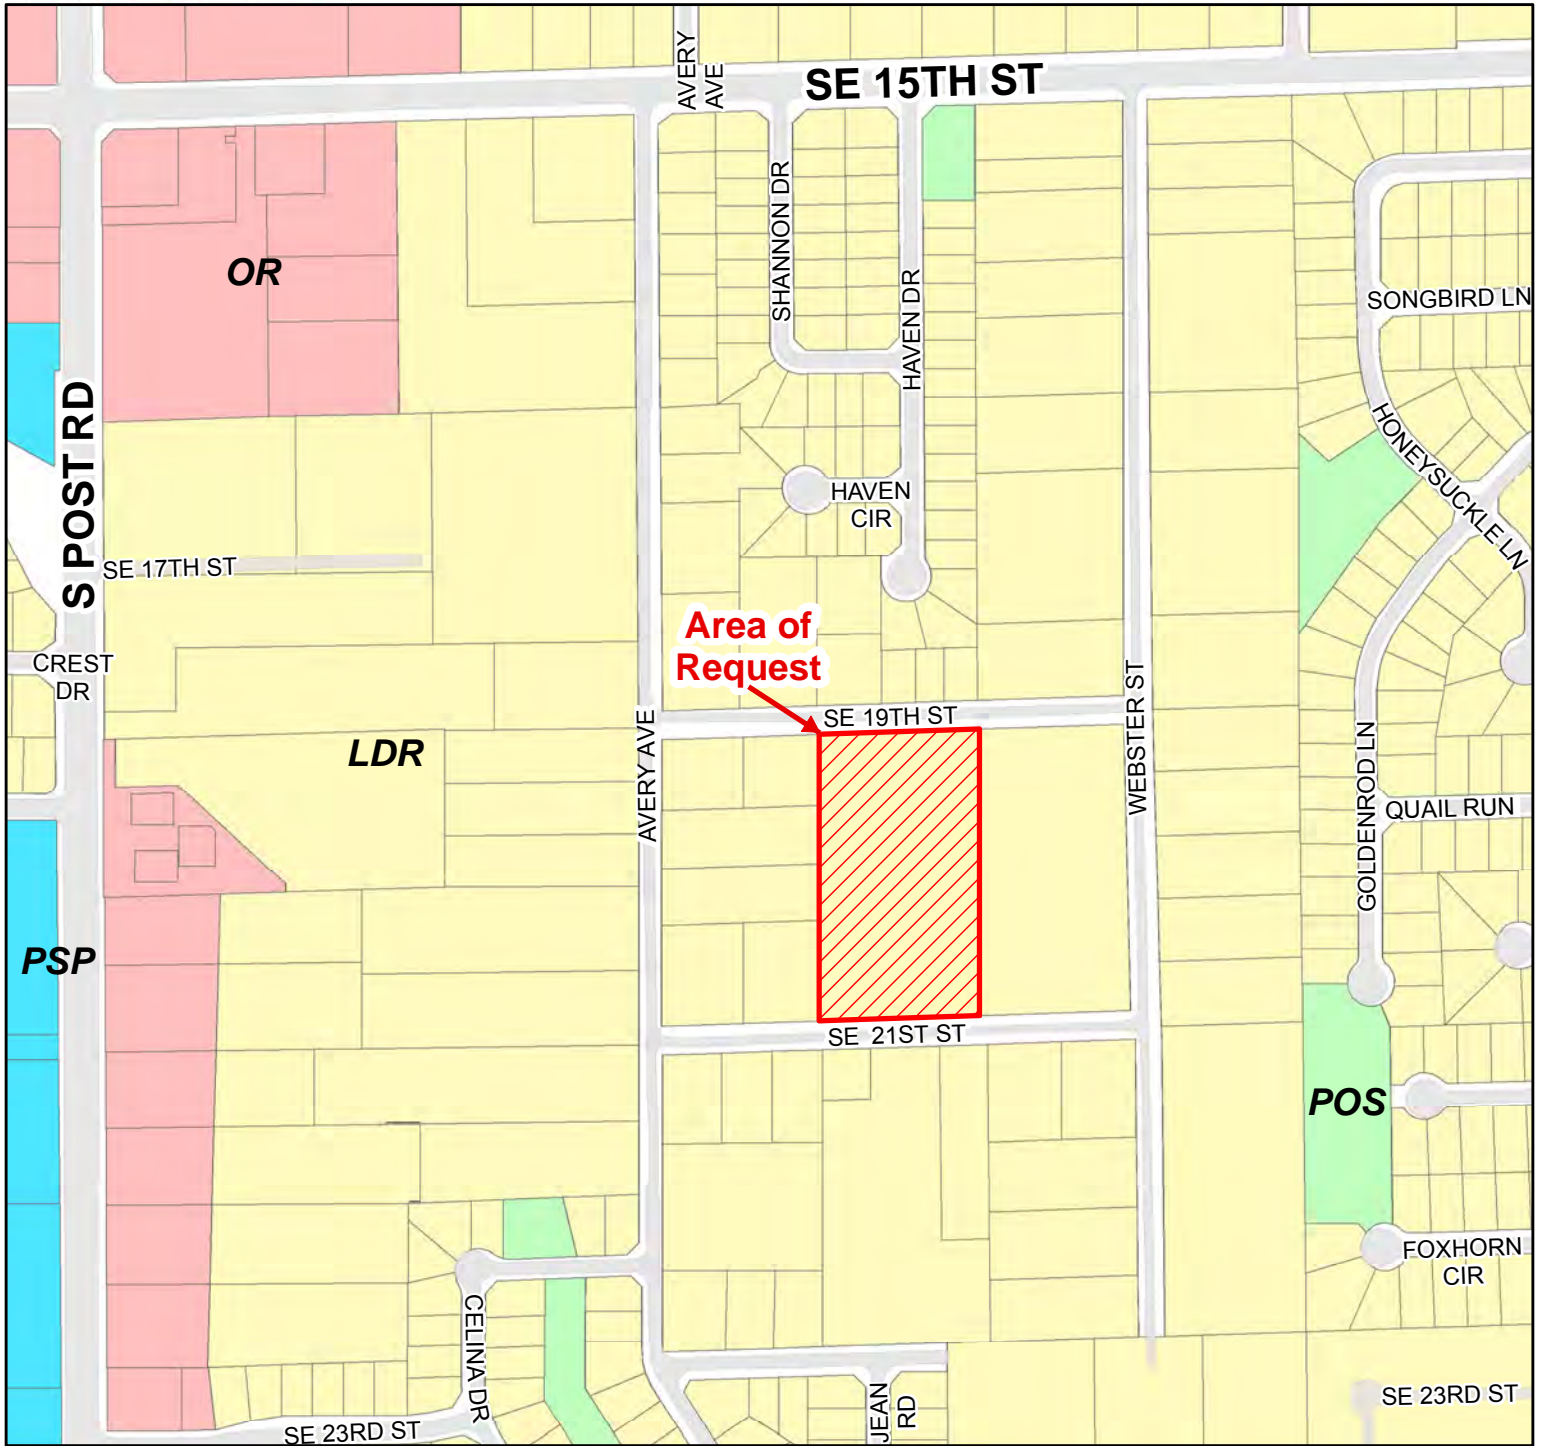 AVERY
AVE
SE 15TH ST
SHANNON DR
HAVEN DR
OR
SONGBIRD LN
S POST RD
HONEYSUCKLE LN
HAVEN
CIR
SE 17TH ST
Area of
Request
CREST
DR
SE 19TH ST
WEBSTER ST
LDR
AVERY AVE
GOLDENROD LN
QUAIL RUN
PSP
SE 21ST ST
POS
FOXHORN
CIR
CELINA DR
JEAN
RD
SE 23RD ST
SE 23RD ST